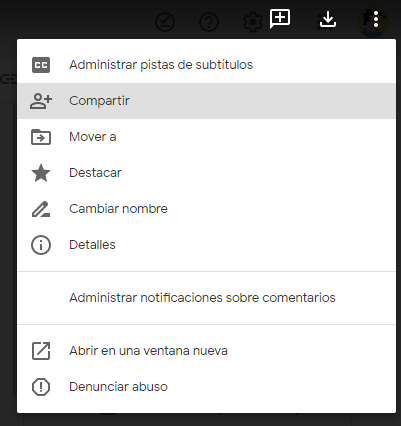 CC
Administrar pistas de subtítulos
Compartir
Mover a
Destacar
Cambiar nombre
Detalles
Administrar notificaciones sobre comentarios
Abrir en una ventana nueva
Denunciar abuso